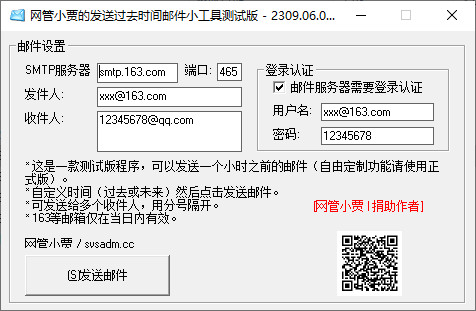 网管小贾的发送过去时间邮件小工具测试版 - 2309.06.0...
邮件设置
SMTP服务器 smtp.163.com 端口: 465
发件人: xxx@163.com
收件人: 12345678@qq.com
登录认证
邮件服务器需要登录认证
用户名: xxx@163.com
密码: 12345678
*这是一款测试版程序，可以发送一个小时之前的邮件（自由定制功能请使用正
式版）。
*自定义时间（过去或未来）然后点击发送邮件。
*可发送给多个收件人，用分号隔开。
*163等邮箱仅在当日内有效。
[网管小贾 | 捐助作者]
网管小贾 / sysadm.cc
(S)发送邮件